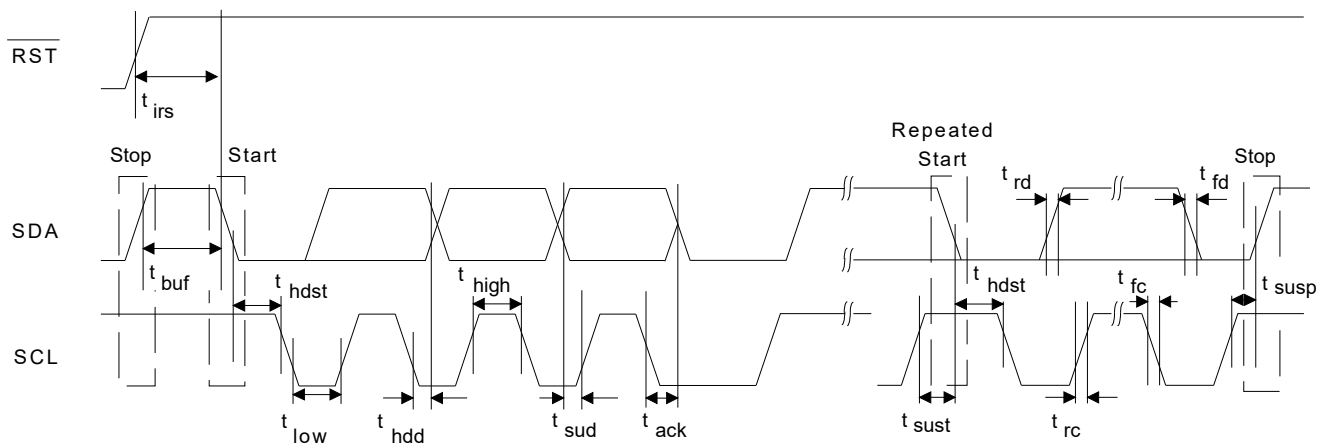 RST
t irs
Repeated
Stop Start Start Stop
t rd t fd
SDA
t buf t hdst t high t hdst t fc t susp
SCL
t low t hdd t sud t ack t sust t rc